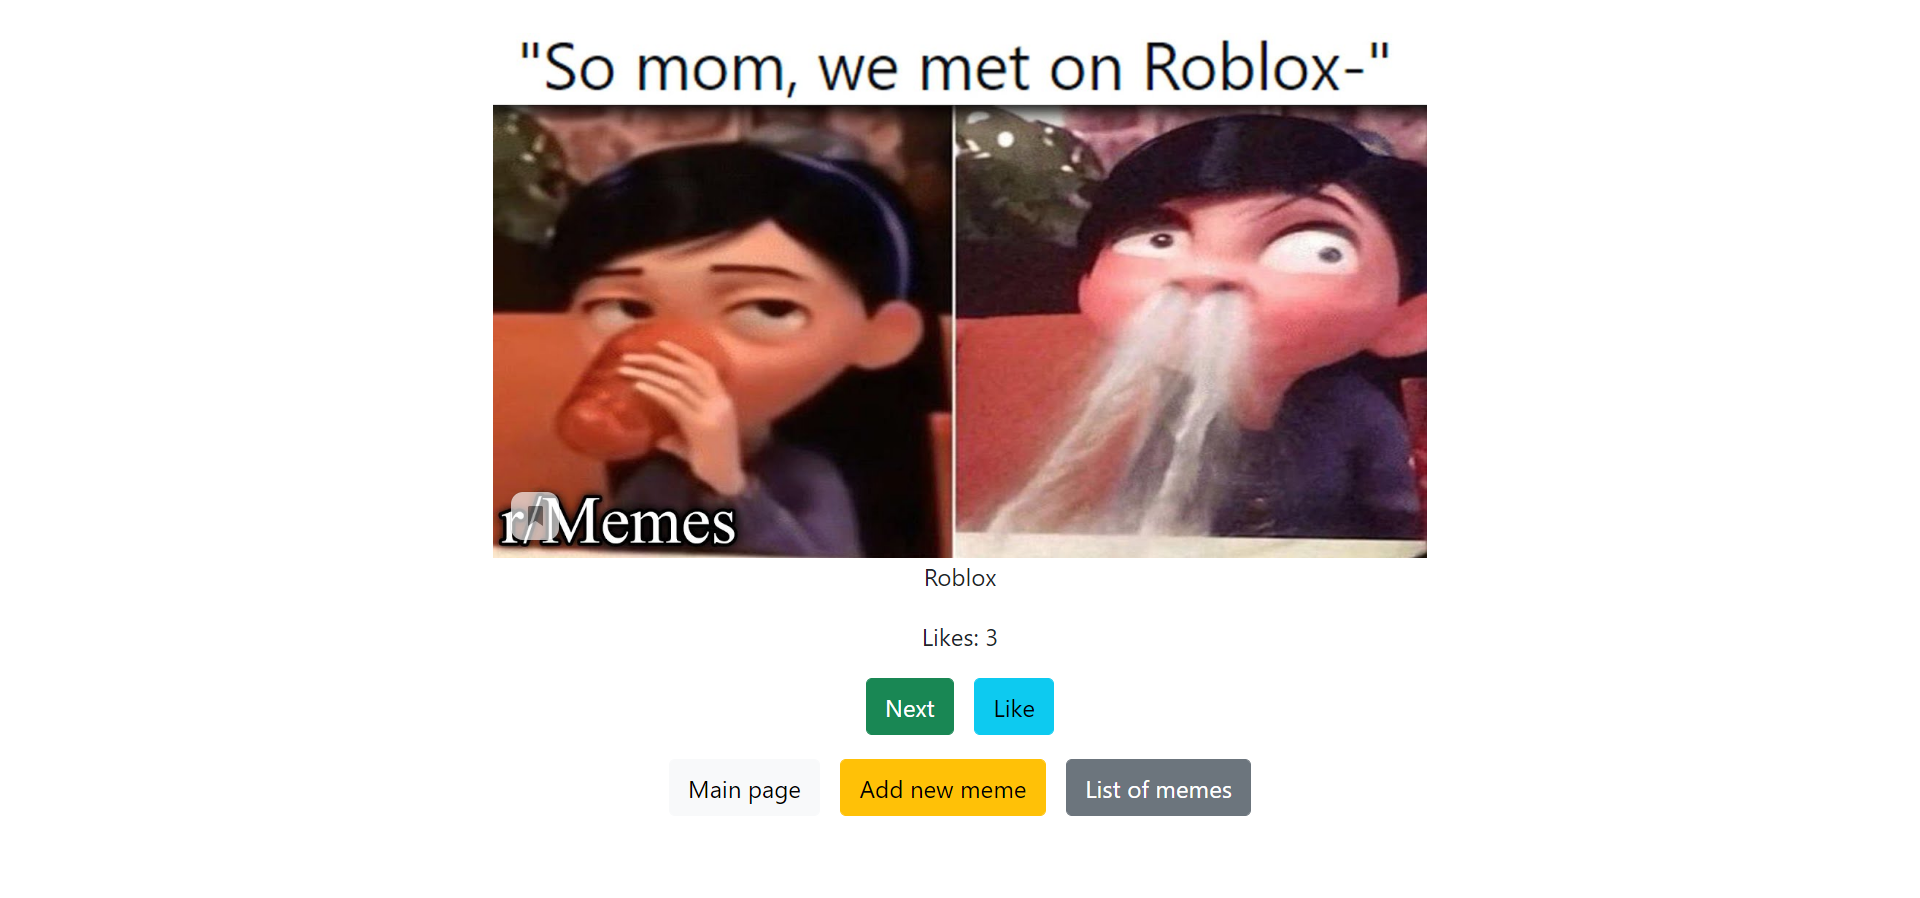 "So mom, we met on Roblox-"
r/Memes
Roblox
Likes: 3
Next Like
Main page Add new meme List of memes